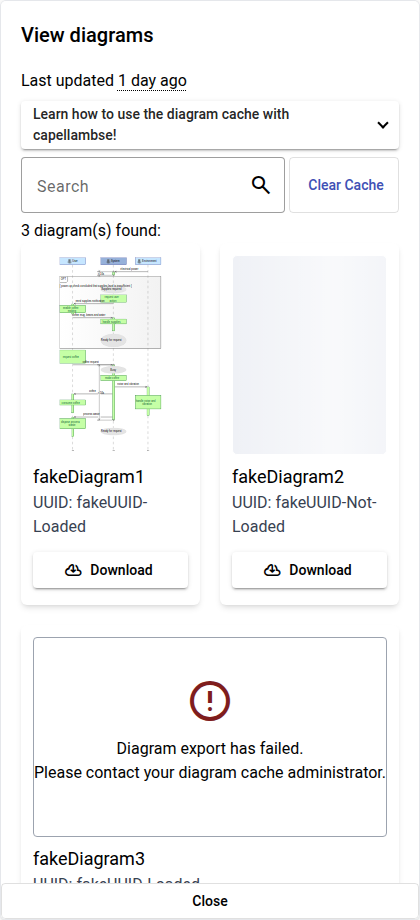 View diagrams
Last updated 1 day ago
Learn how to use the diagram cache with
capellambse!
Search
Clear Cache
3 diagram(s) found:
fakeDiagram1
UUID: fakeUUID-
Loaded
Download
fakeDiagram2
UUID: fakeUUID-Not-
Loaded
Download
Diagram export has failed.
Please contact your diagram cache administrator.
fakeDiagram3
UUID: fakeUUID-Loaded
Close